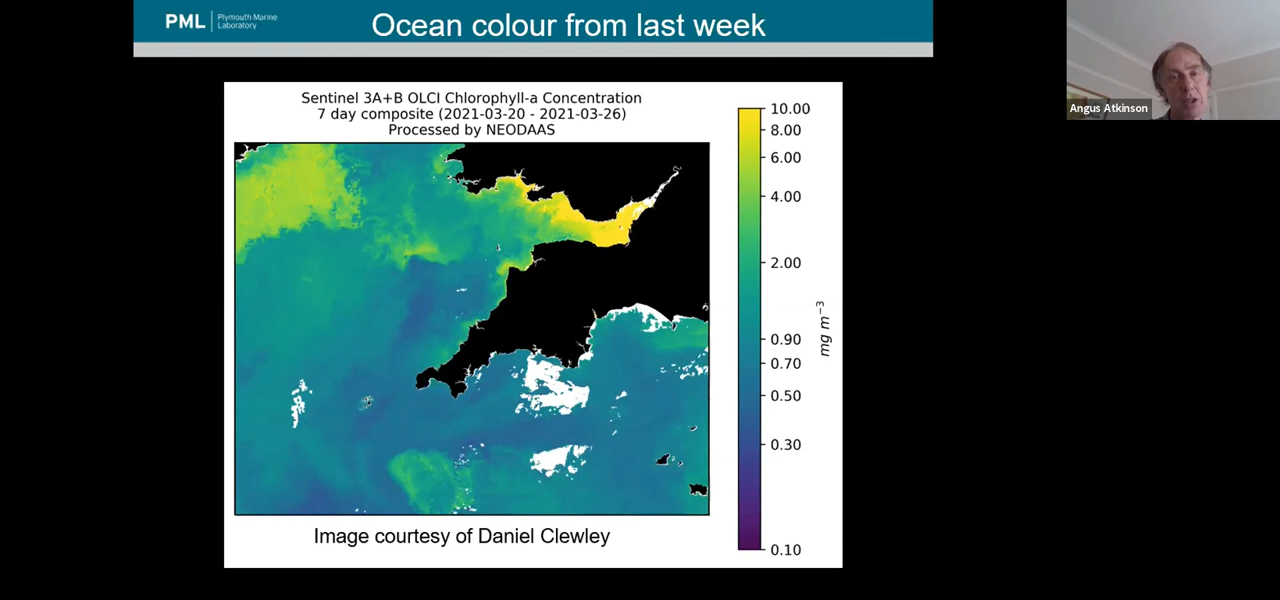 PML | Plymouth Marine
Laboratory
Ocean colour from last week
Angus Atkinson
Sentinel 3A+B OLCI Chlorophyll-a Concentration
7 day composite (2021-03-20 - 2021-03-26)
Processed by NEODAAS
10.00
8.00
6.00
4.00
2.00
0.90
0.70
0.50
0.30
0.10
mg m⁻³
Image courtesy of Daniel Clewley